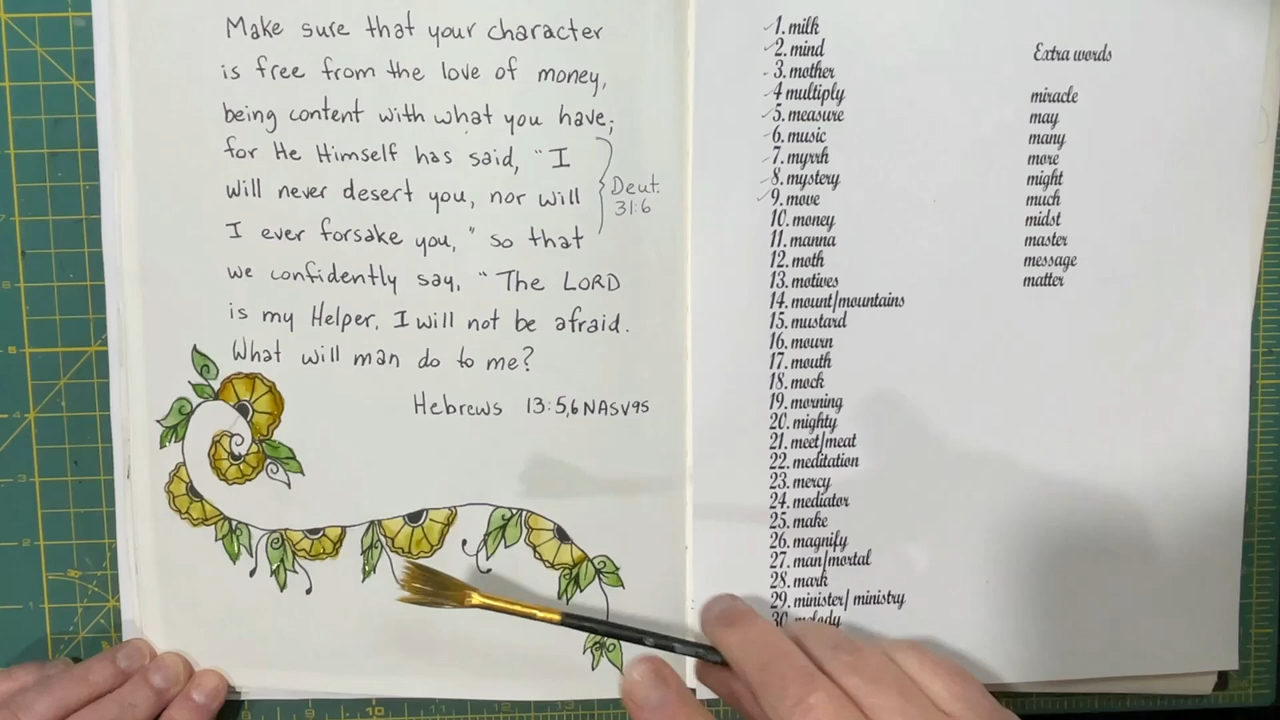 Make sure that your character
is free from the love of money,
being content with what you have;
for He Himself has said, "I
will never desert you, nor will
I ever forsake you," so that
we confidently say, "The LORD
is my Helper, I will not be afraid.
What will man do to me?
Hebrews 13:5,6 NASV95
Deut.
31:6
1. milk
2. mind
3. mother
4 multiply
5. measure
6. music
7. myrrh
8. mystery
9. move
10. money
11. manna
12. moth
13. motives
14. mount/mountains
15. mustard
16. mourn
17. mouth
18. mock
19. morning
20. mighty
21. meet/meat
22. meditation
23. mercy
24. mediator
25. make
26. magnify
27. man/mortal
28. mark
29. minister/ ministry
30. melody
Extra words
miracle
may
many
more
might
much
midst
master
message
matter